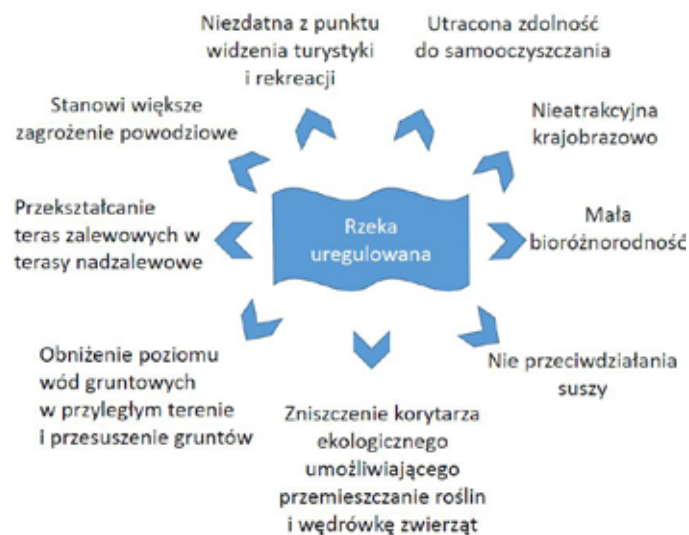 Niezdatna z punktu
widzenia turystyki
i rekreacji
Utracona zdolność
do samooczyszczania
Stanowi większe
zagrożenie powodziowe
Nieatrakcyjna
krajobrazowo
Przekształcanie
teras zalewowych w
terasy nadzalewowe
Rzeka
uregulowana
Mała
bioróżnorodność
Obniżenie poziomu
wód gruntowych
w przyległym terenie
i przesuszenie gruntów
Zniszczenie korytarza
ekologicznego
umożliwiającego
przemieszczanie roślin
i wędrówkę zwierząt
Nie przeciwdziałania
suszy